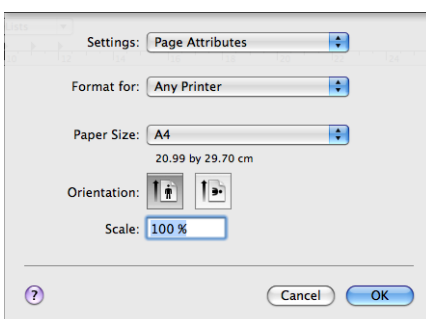 Settings: Page Attributes
Format for: Any Printer
Paper Size: A4
20.99 by 29.70 cm
Orientation:
Scale: 100 %
? Cancel OK